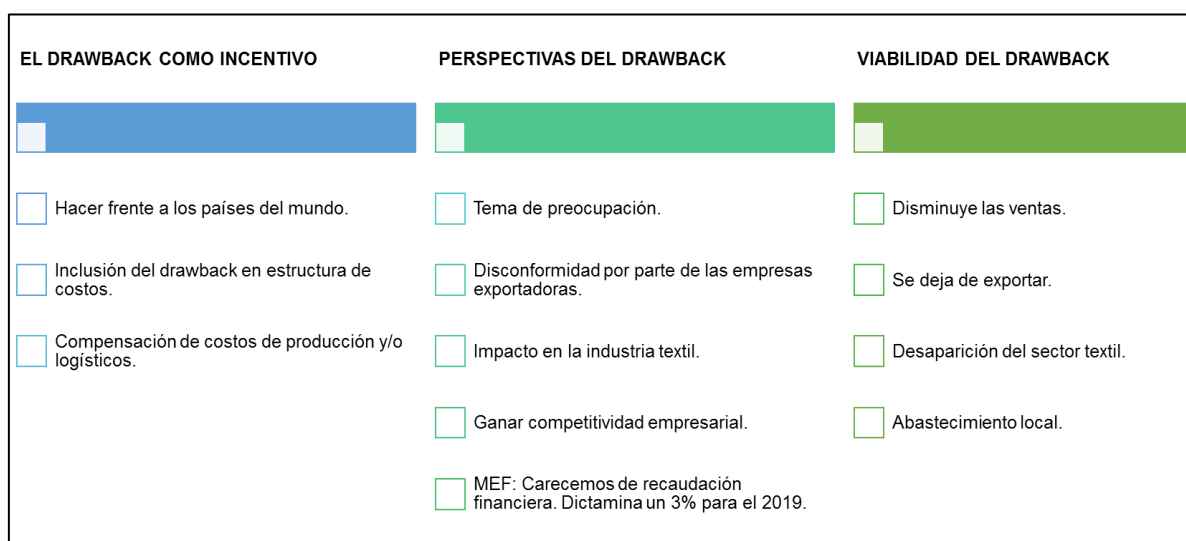 EL DRAWBACK COMO INCENTIVO
Hacer frente a los países del mundo.
Inclusión del drawback en estructura de
costos.
Compensación de costos de producción y/o
logísticos.
PERSPECTIVAS DEL DRAWBACK
Tema de preocupación.
Disconformidad por parte de las empresas
exportadoras.
Impacto en la industria textil.
Ganar competitividad empresarial.
MEF: Carecemos de recaudación
financiera. Dictamina un 3% para el 2019.
VIABILIDAD DEL DRAWBACK
Disminuye las ventas.
Se deja de exportar.
Desaparición del sector textil.
Abastecimiento local.